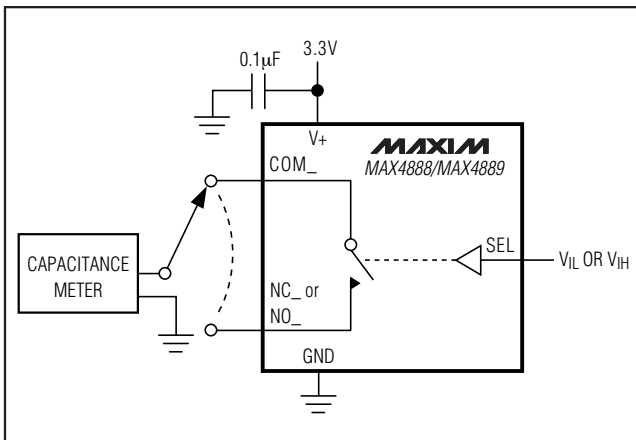 3.3V
0.1μF
V+
MAXIM
MAX4888/MAX4889
COM_
SEL
VIL OR VIH
CAPACITANCE
METER
NC_ or
NO_
GND